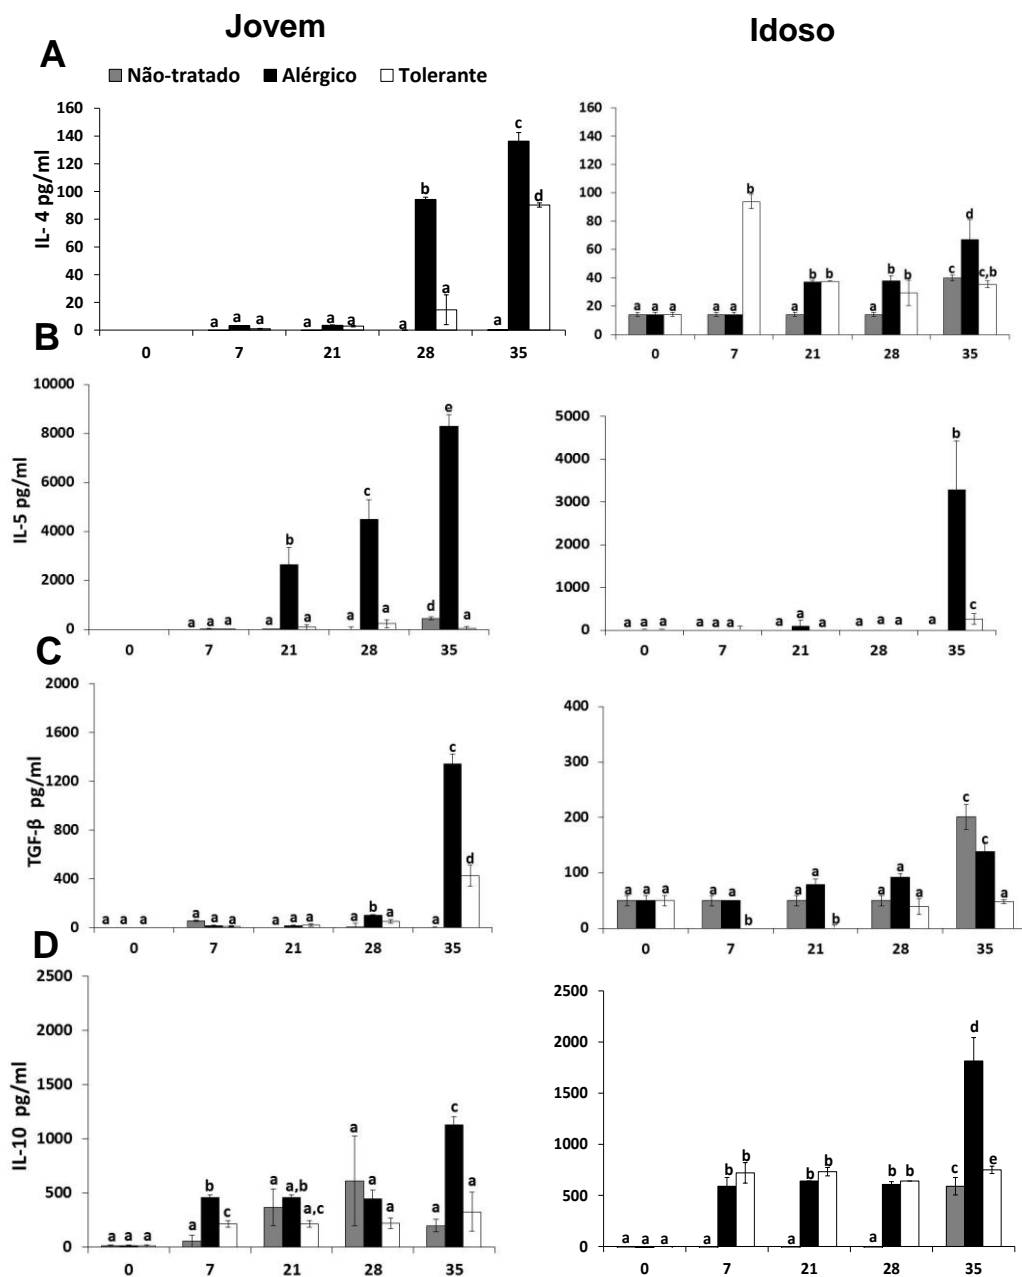 Jovem
Idoso
A
Não-tratado Alérgico Tolerante
IL- 4 pg/ml
160
140
120
100
80
60
40
20
0
a a a
a a a
a b a
a c d
0 7 21 28 35
160
140
120
100
80
60
40
20
0
a a a
a a b
a b b
a b b
c d c,b
0 7 21 28 35
B
IL-5 pg/ml
10000
8000
6000
4000
2000
0
a a a
a b a
a c a
d e a
0 7 21 28 35
5000
4000
3000
2000
1000
0
a a a
a a a
a a a
a a a
a b c
0 7 21 28 35
C
TGF-β pg/ml
2000
1600
1200
800
400
0
a a a
a a a
a a a
a b a
a c d
0 7 21 28 35
400
300
200
100
0
a a a
a a b
a a b
a a a
c c a
0 7 21 28 35
D
IL-10 pg/ml
2500
2000
1500
1000
500
0
a a a
a b c
a a,b a,c
a a a
a c a
0 7 21 28 35
2500
2000
1500
1000
500
0
a a a
a b b
a b b
a b b
c d e
0 7 21 28 35